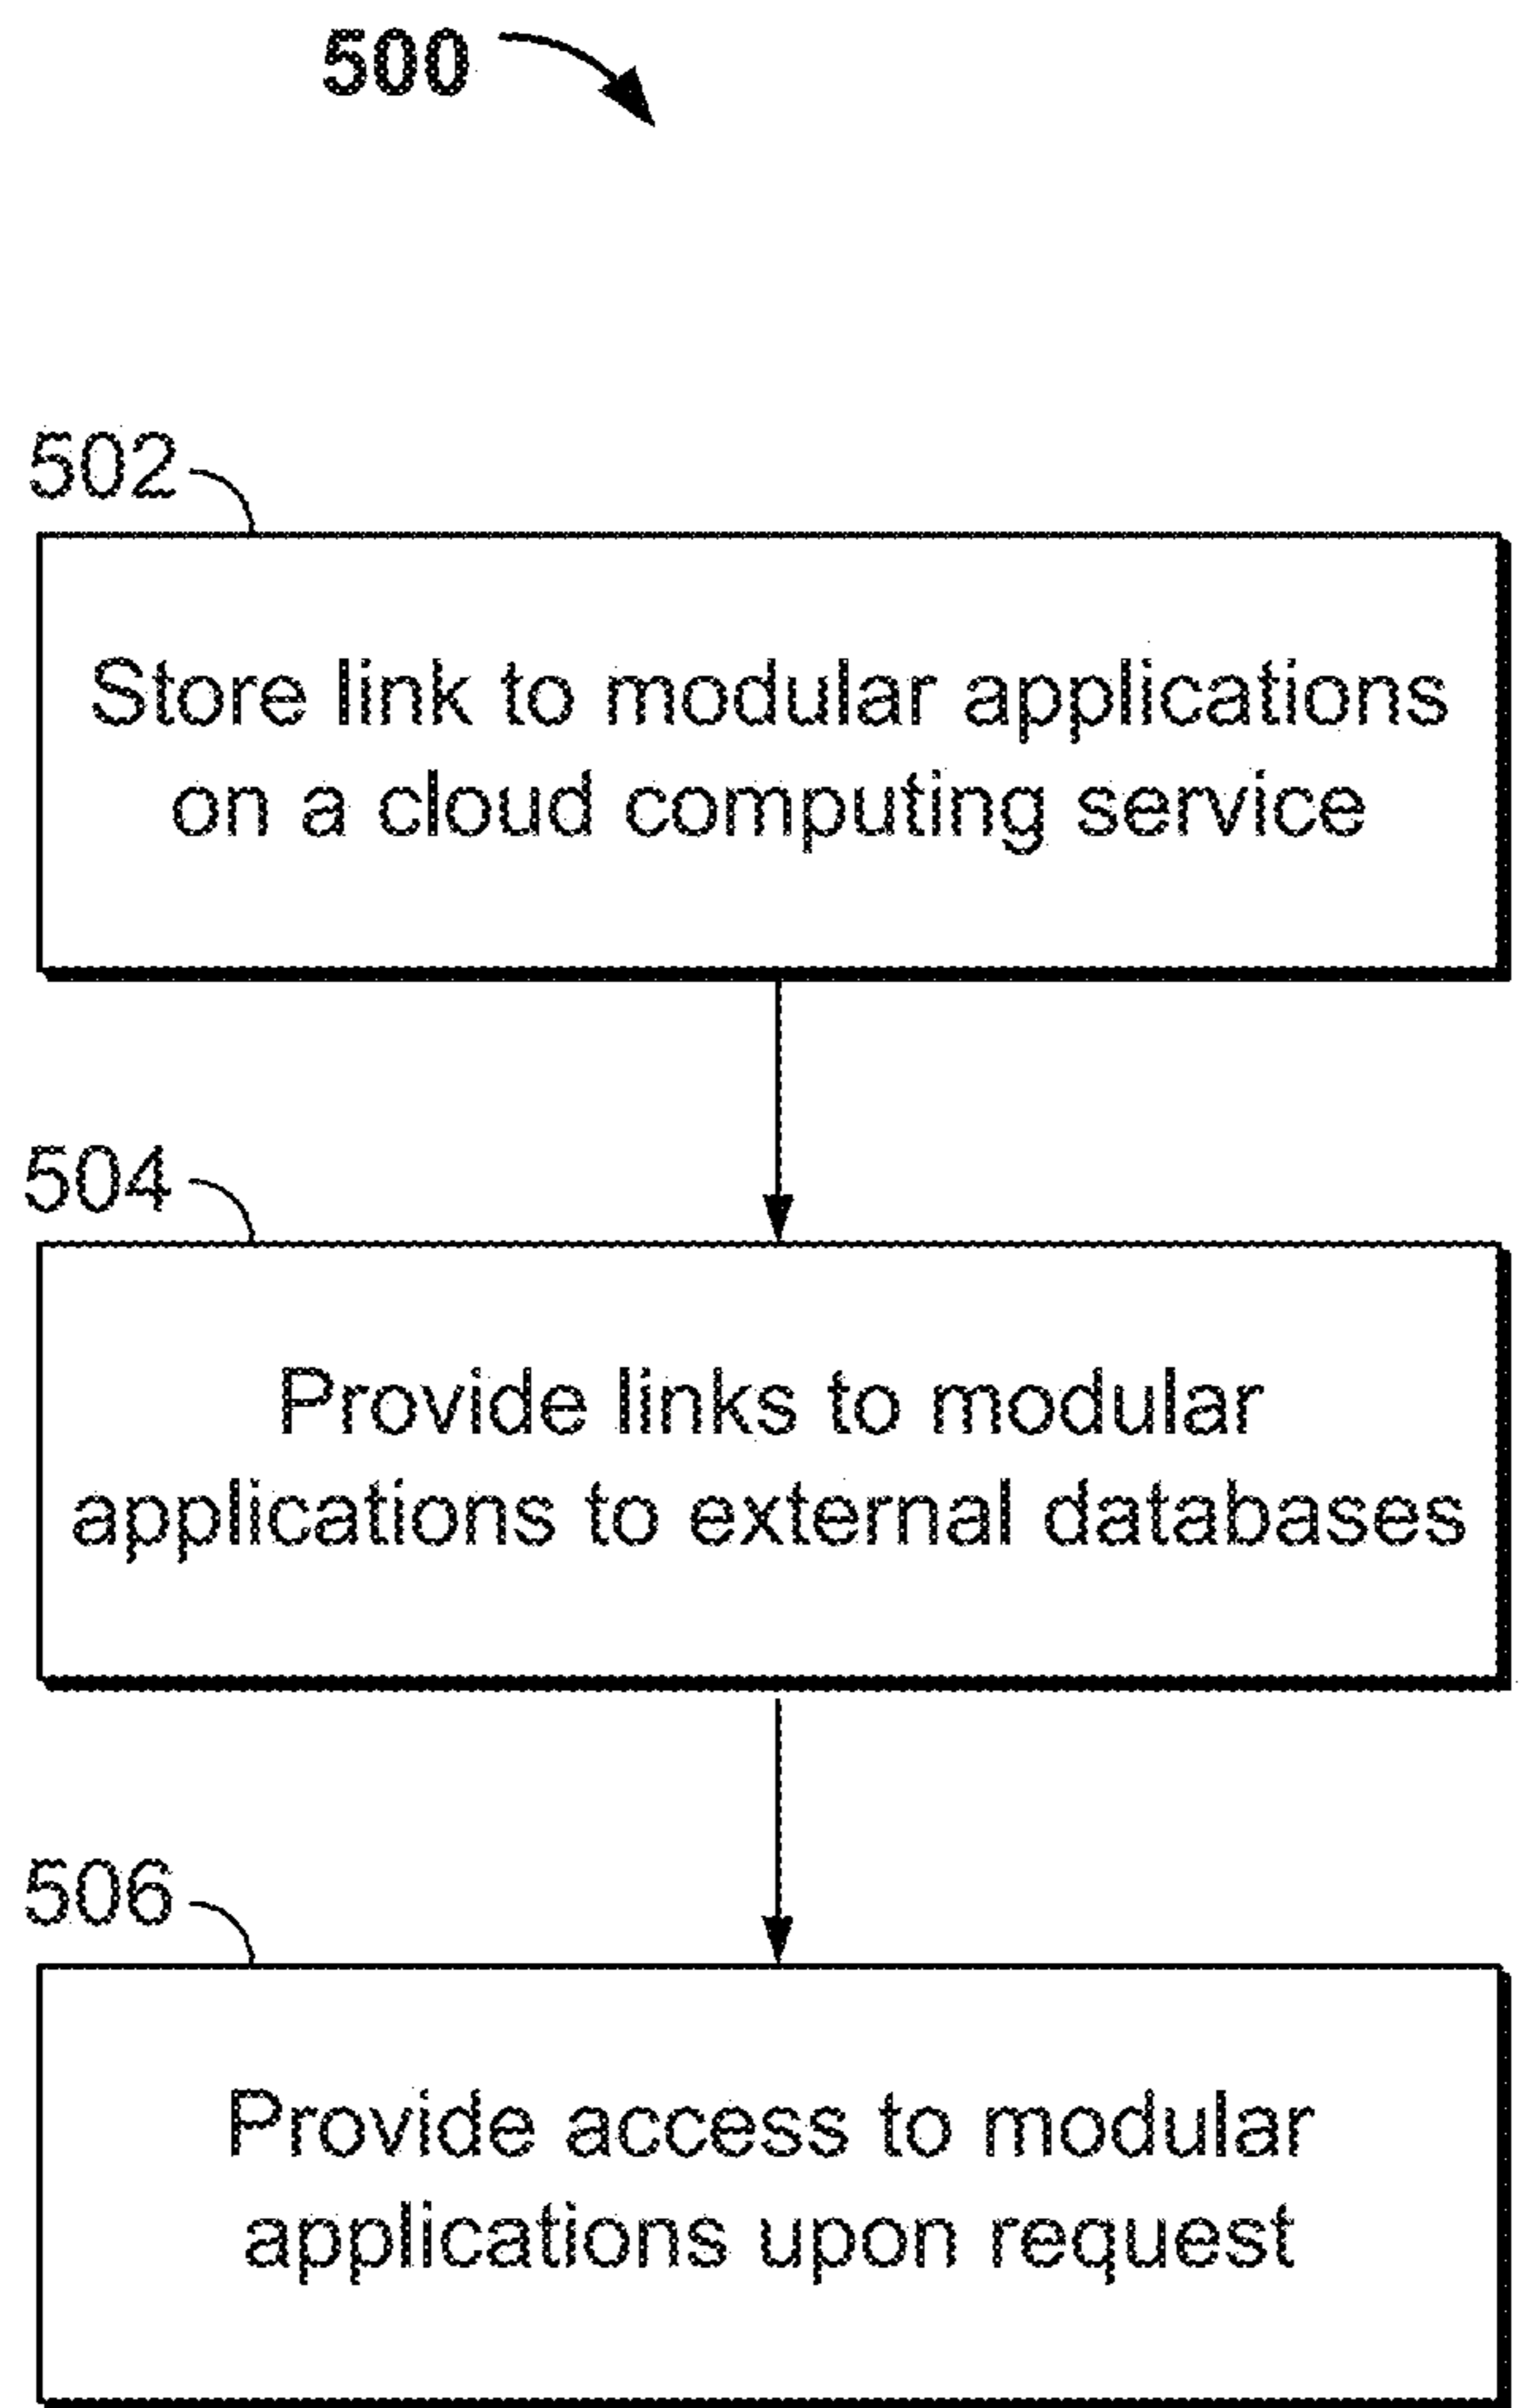 500
502
Store link to modular applications
on a cloud computing service
504
Provide links to modular
applications to external databases
506
Provide access to modular
applications upon request